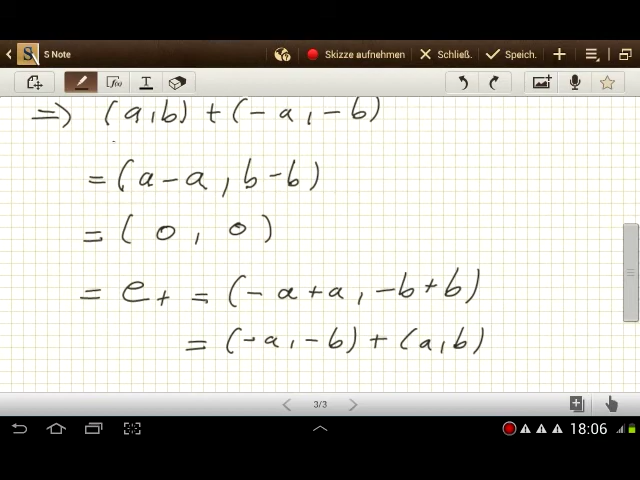 S Note
Skizze aufnehmen
Schließ.
Speich.
=> (a,b) + (-a, -b)
= (a-a, b-b)
= (0, 0)
= e+ = (-a+a, -b+b)
= (-a, -b) + (a,b)
3/3
18:06